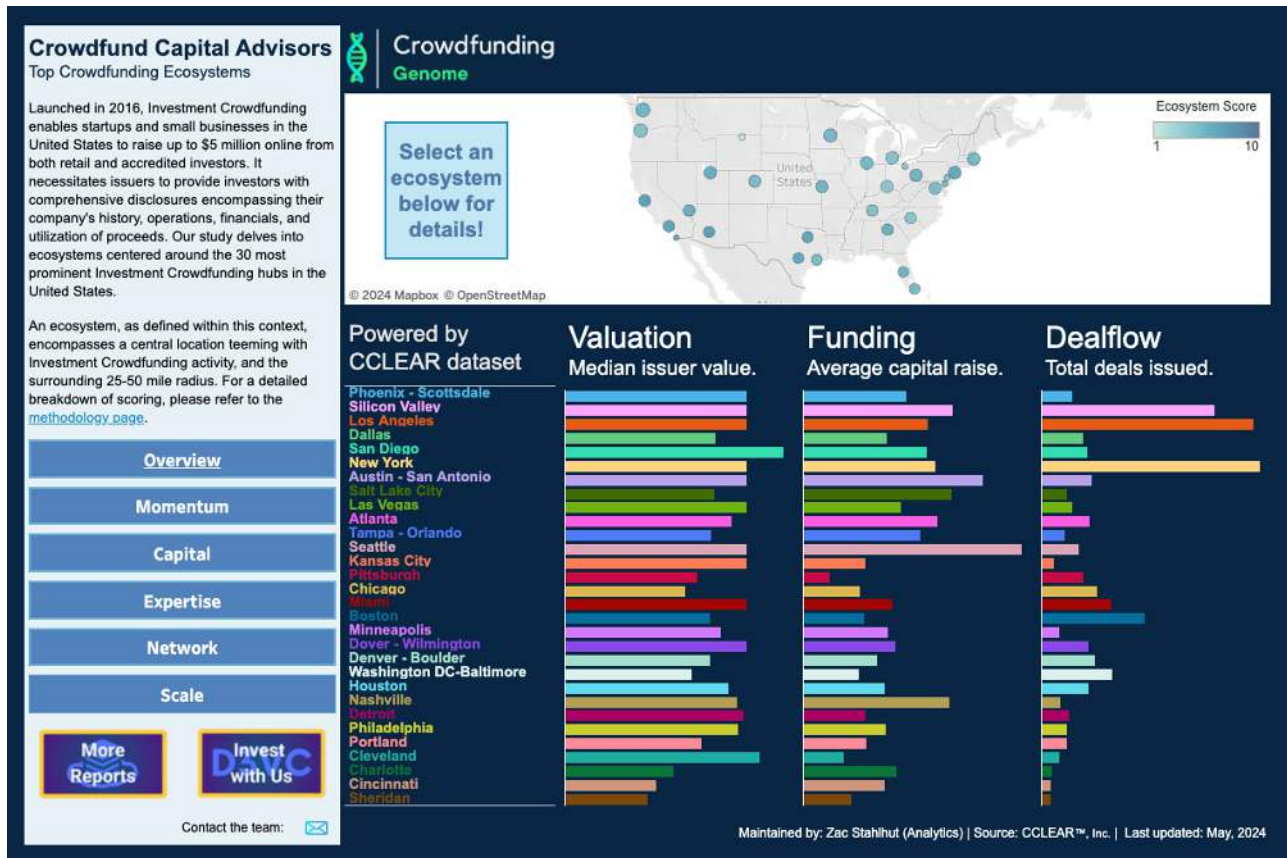 Crowdfund Capital Advisors
Top Crowdfunding Ecosystems
Launched in 2016, Investment Crowdfunding
enables startups and small businesses in the
United States to raise up to $5 million online from
both retail and accredited investors. It
necessitates issuers to provide investors with
comprehensive disclosures encompassing their
company's history, operations, financials, and
utilization of proceeds. Our study delves into
ecosystems centered around the 30 most
prominent Investment Crowdfunding hubs in the
United States.
An ecosystem, as defined within this context,
encompasses a central location teeming with
Investment Crowdfunding activity, and the
surrounding 25-50 mile radius. For a detailed
breakdown of scoring, please refer to the
methodology page.
Overview
Momentum
Capital
Expertise
Network
Scale
More
Reports
Invest
with Us
Contact the team:
Crowdfunding
Genome
Select an
ecosystem
below for
details!
United
States
Ecosystem Score
1 10
© 2024 Mapbox © OpenStreetMap
Powered by
CCLEAR dataset
Valuation
Median issuer value.
Funding
Average capital raise.
Dealflow
Total deals issued.
Phoenix - Scottsdale
Silicon Valley
Los Angeles
Dallas
San Diego
New York
Austin - San Antonio
Salt Lake City
Las Vegas
Atlanta
Tampa - Orlando
Seattle
Kansas City
Pittsburgh
Chicago
Miami
Boston
Minneapolis
Dover - Wilmington
Denver - Boulder
Washington DC-Baltimore
Houston
Nashville
Detroit
Philadelphia
Portland
Cleveland
Charlotte
Cincinnati
Sheridan
Maintained by: Zac Stahlhut (Analytics) | Source: CCLEAR™, Inc. | Last updated: May, 2024